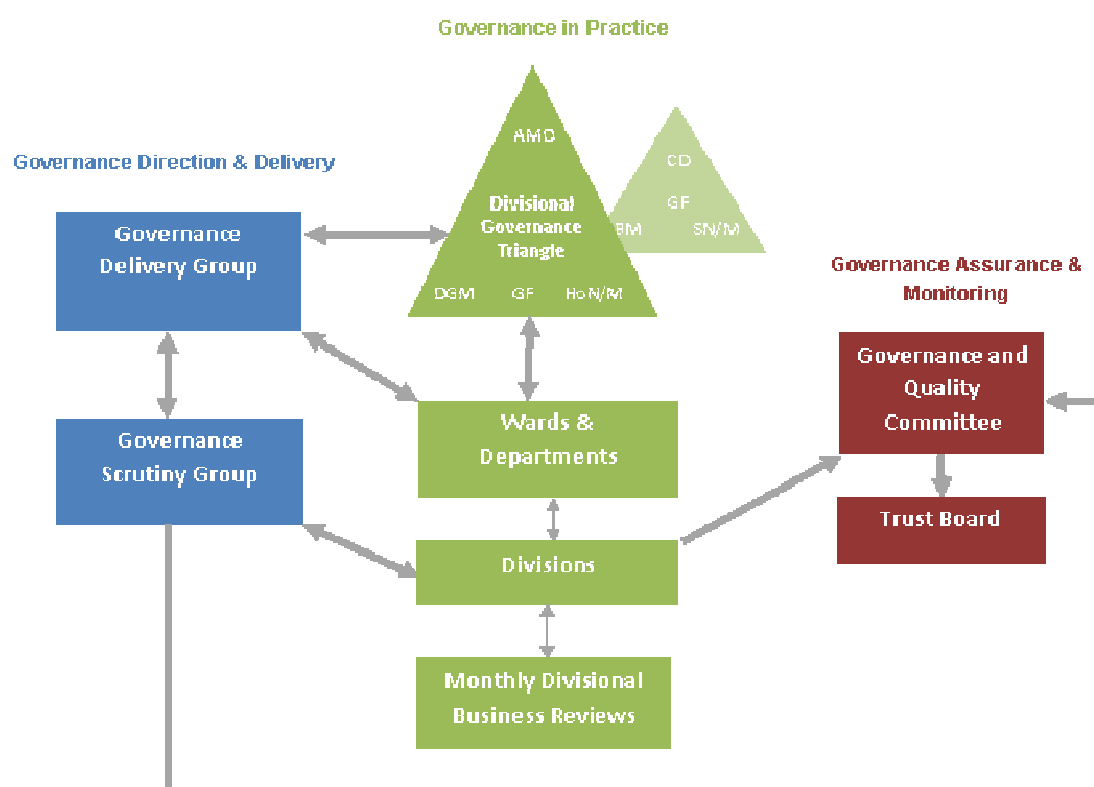 Governance in Practice
AMD
CD
GF
BM SN/M
Governance Direction & Delivery
Divisional
Governance
Triangle
DGM GF HoN/M
Governance
Delivery Group
Governance Assurance &
Monitoring
Governance and
Quality
Committee
Wards &
Departments
Governance
Scrutiny Group
Trust Board
Divisions
Monthly Divisional
Business Reviews